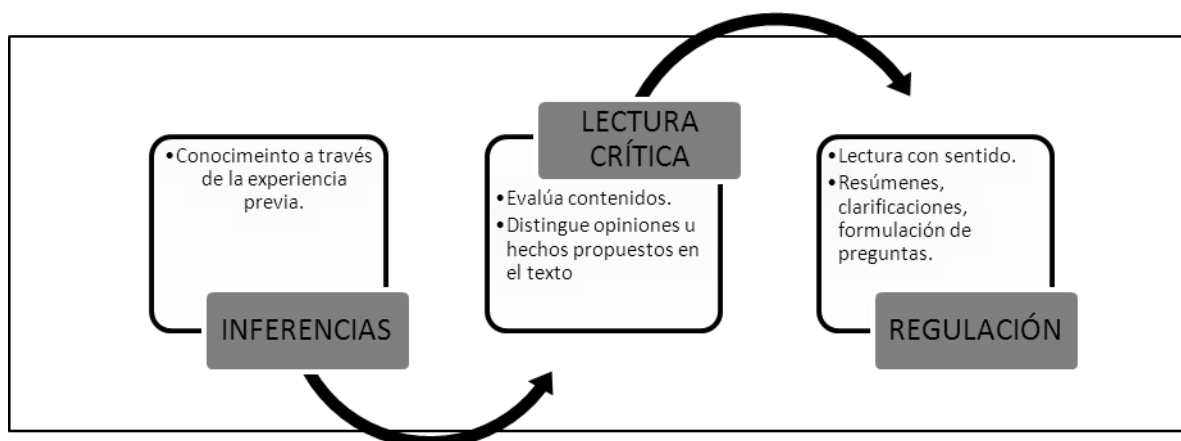 •Conocimeinto a través
de la experiencia
previa.
INFERENCIAS
LECTURA
CRÍTICA
•Evalúa contenidos.
•Distingue opiniones u
hechos propuestos en
el texto
•Lectura con sentido.
•Resúmenes,
clarificaciones,
formulación de
preguntas.
REGULACIÓN